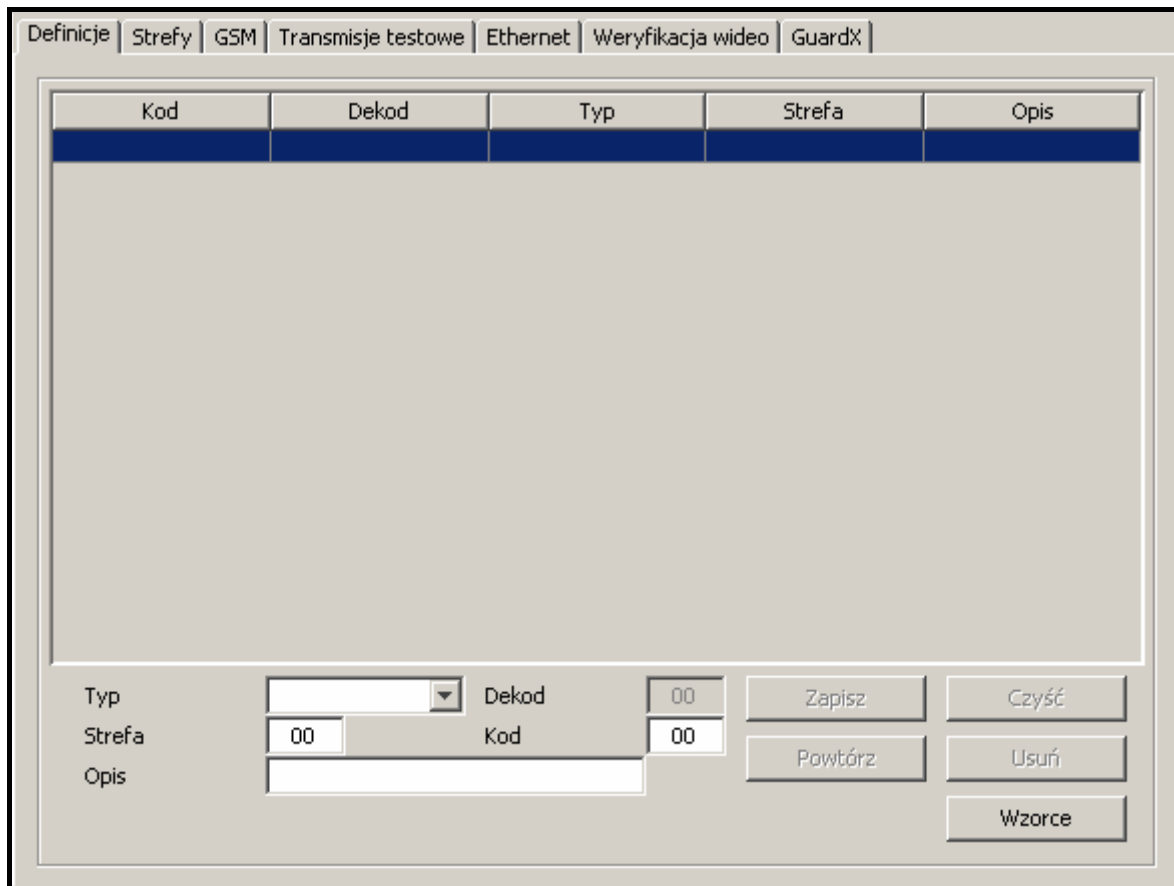 Definicje Strefy GSM Transmisje testowe Ethernet Weryfikacja wideo GuardX
Kod Dekod Typ Strefa Opis
Typ Dekod 00 Zapisz Czyść
Strefa 00 Kod 00
Powtórz Usuń
Opis
Wzorce